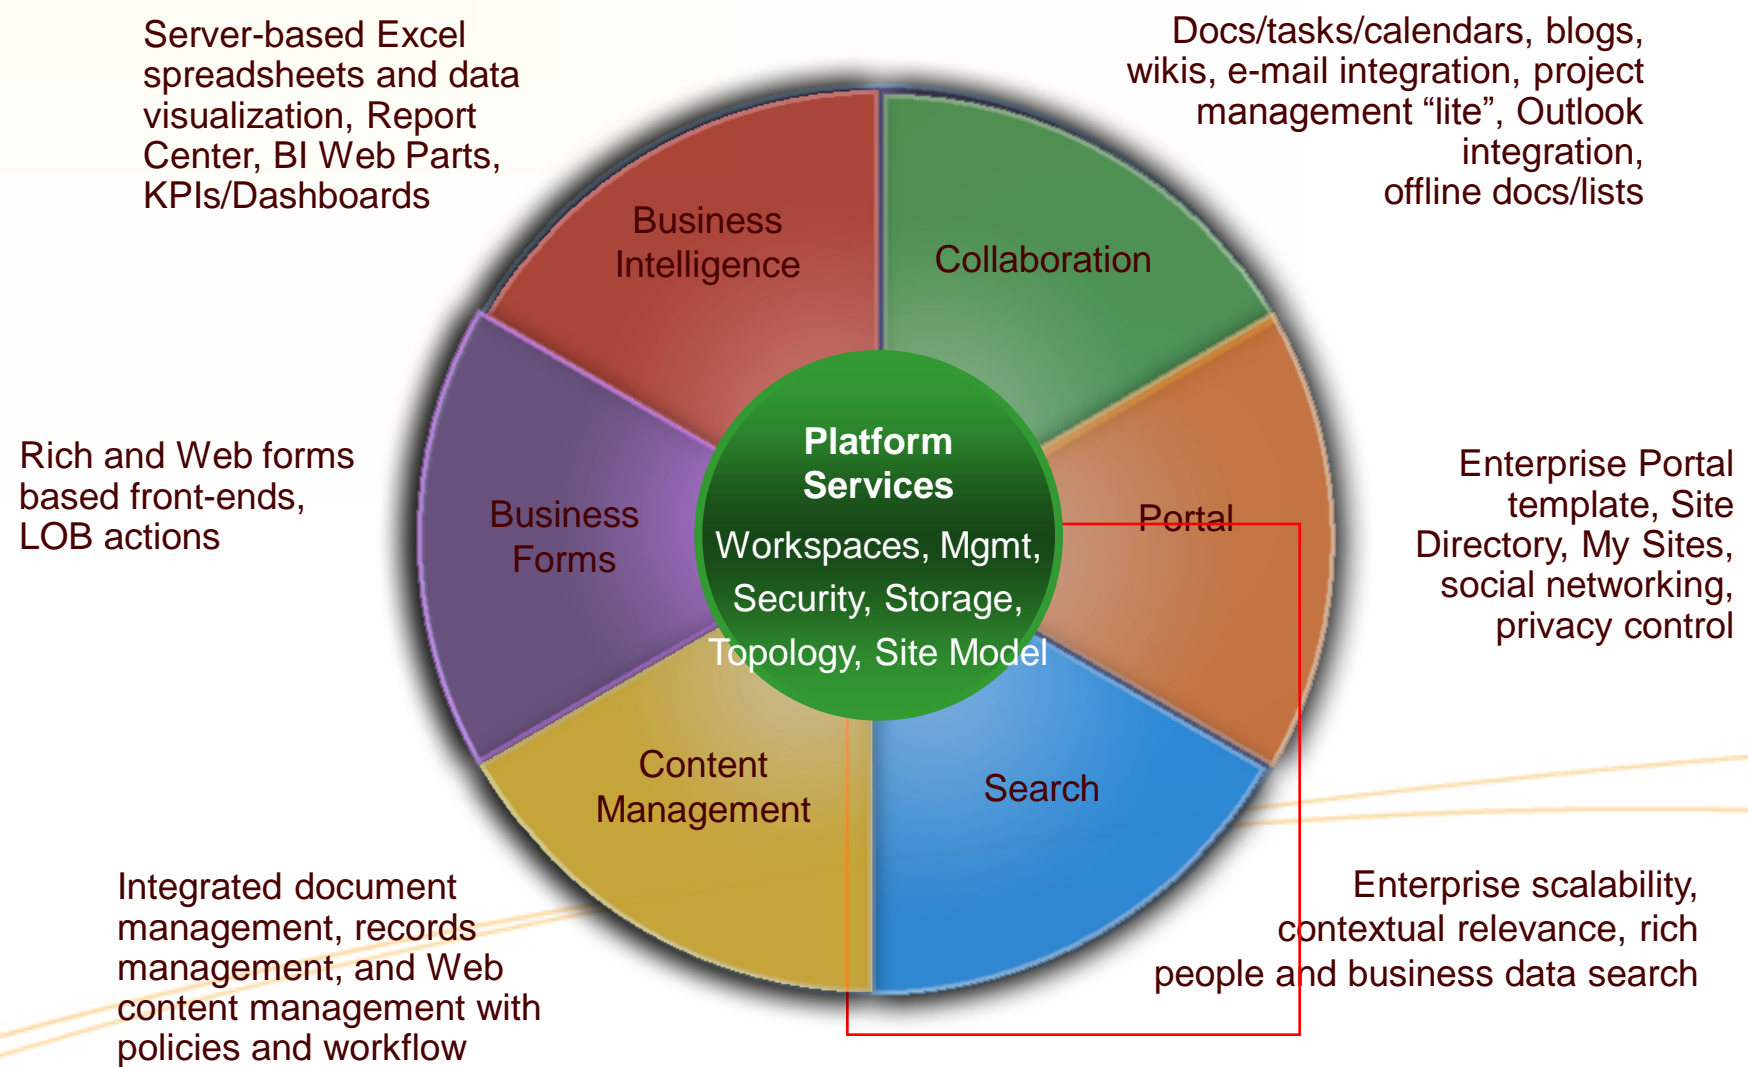 Server-based Excel
spreadsheets and data
visualization, Report
Center, BI Web Parts,
KPIs/Dashboards
Docs/tasks/calendars, blogs,
wikis, e-mail integration, project
management “lite”, Outlook
integration,
offline docs/lists
Business
Intelligence
Collaboration
Rich and Web forms
based front-ends,
LOB actions
Business
Forms
Platform
Services
Workspaces, Mgmt,
Security, Storage,
Topology, Site Model
Portal
Enterprise Portal
template, Site
Directory, My Sites,
social networking,
privacy control
Content
Management
Search
Integrated document
management, records
management, and Web
content management with
policies and workflow
Enterprise scalability,
contextual relevance, rich
people and business data search